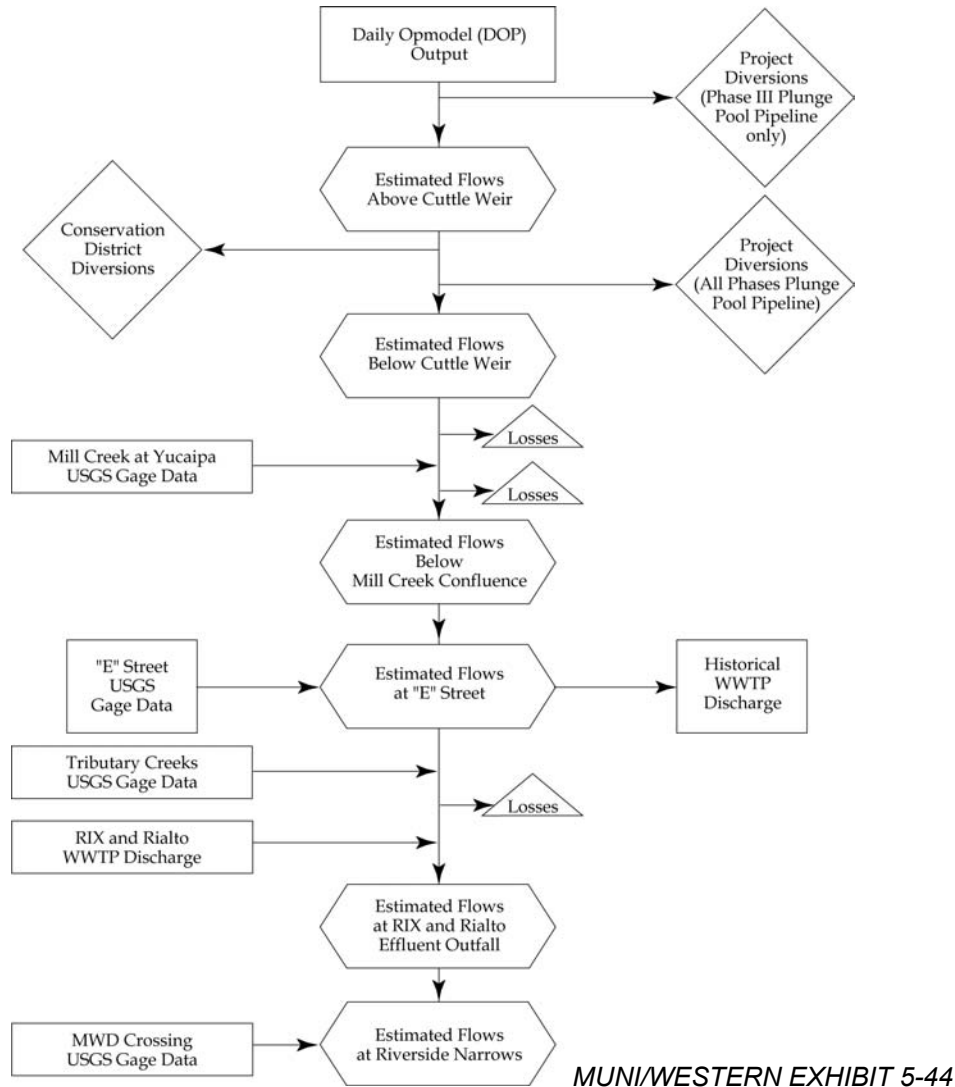 Daily Opmodel (DOP)
Output
Project
Diversions
(Phase III Plunge
Pool Pipeline
only)
Estimated Flows
Above Cuttle Weir
Conservation
District
Diversions
Project
Diversions
(All Phases Plunge
Pool Pipeline)
Estimated Flows
Below Cuttle Weir
Losses
Mill Creek at Yucaipa
USGS Gage Data
Losses
Estimated Flows
Below
Mill Creek Confluence
"E" Street
USGS
Gage Data
Estimated Flows
at "E" Street
Historical
WWTP
Discharge
Tributary Creeks
USGS Gage Data
Losses
RIX and Rialto
WWTP Discharge
Estimated Flows
at RIX and Rialto
Effluent Outfall
MWD Crossing
USGS Gage Data
Estimated Flows
at Riverside Narrows
MUNI/WESTERN EXHIBIT 5-44